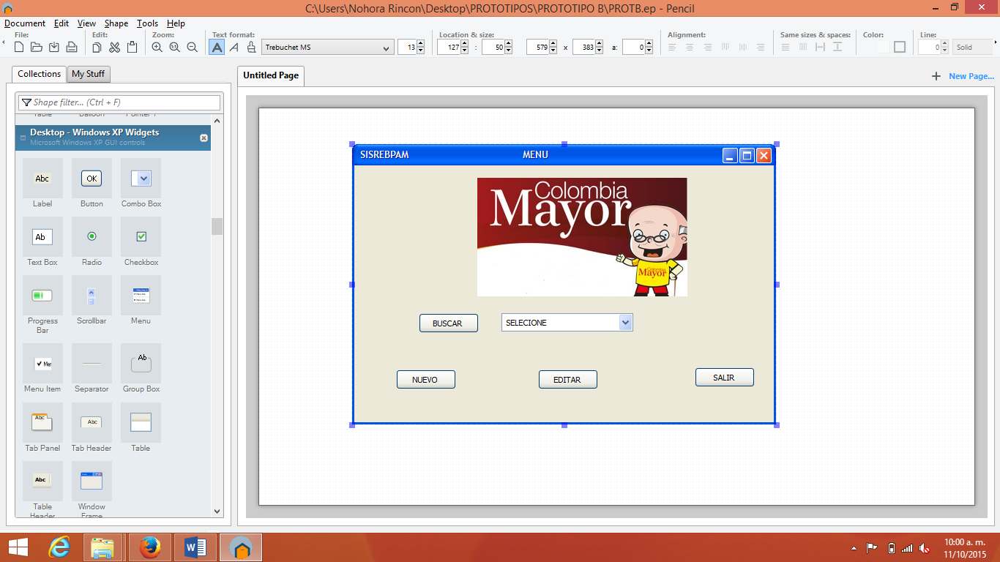 C:\Users\Nohora Rincon\Desktop\PROTOTIPOS\PROTOTIPO B\PROTB.ep - Pencil
Document Edit View Shape Tools Help
File: Edit: Zoom: Text format: Location & size: Alignment: Same sizes & spaces: Color: Line:
1:1 A A Trebuchet MS 13 127 : 50 579 x 383 a: 0 0 Solid
Collections My Stuff
Untitled Page
New Page...
Shape filter... (Ctrl + F)
Table Balloon Pointer 1
Desktop - Windows XP Widgets
Microsoft Windows XP GUI controls
Abc OK
Label Button Combo Box
Ab
Text Box Radio Checkbox
Progress Bar Scrollbar Menu
Men Ab
Menu Item Separator Group Box
Abc Abc
Tab Panel Tab Header Table
Abc
Table Header Window Frame
SISREBPAM MENU
Colombia
Mayor
Colombia
Mayor
BUSCAR SELECIONE
NUEVO EDITAR SALIR
10:00 a. m.
11/10/2015